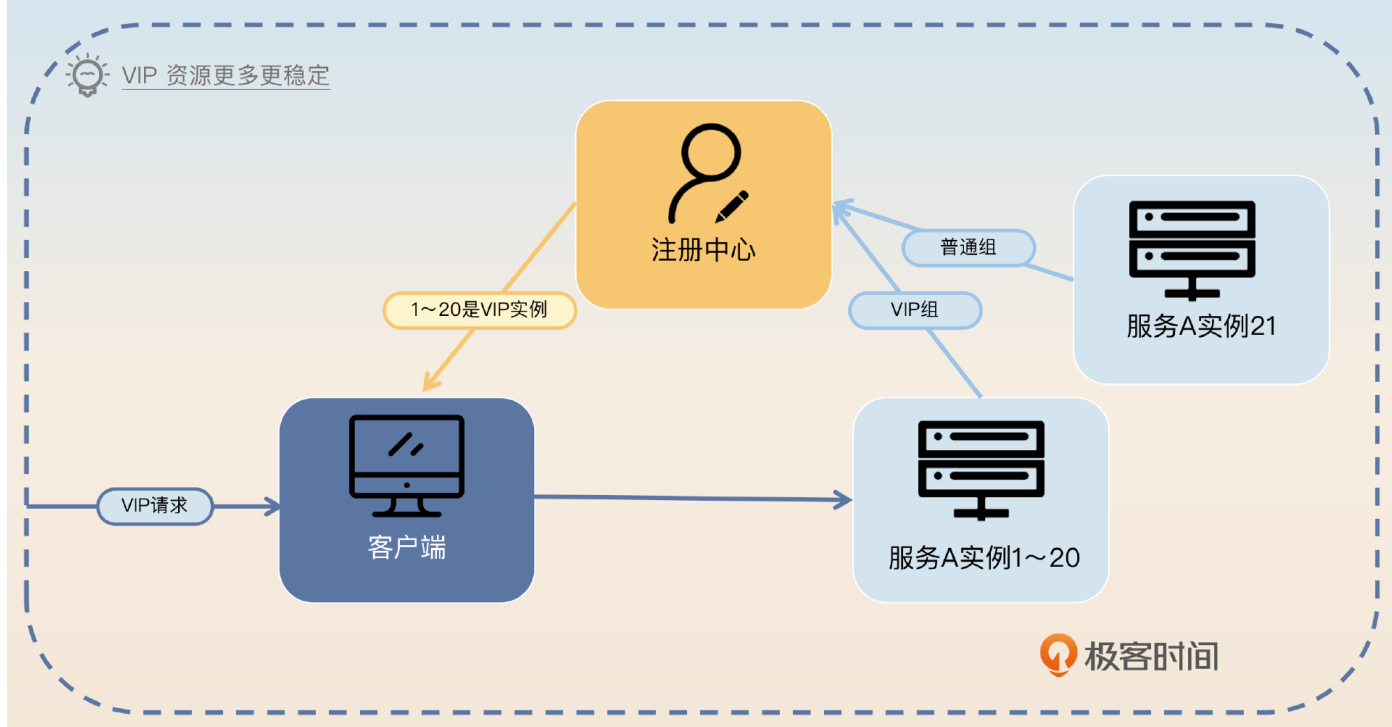 VIP 资源更多更稳定
注册中心
普通组
1～20是VIP实例
VIP组
服务A实例21
VIP请求
客户端
服务A实例1～20
极客时间